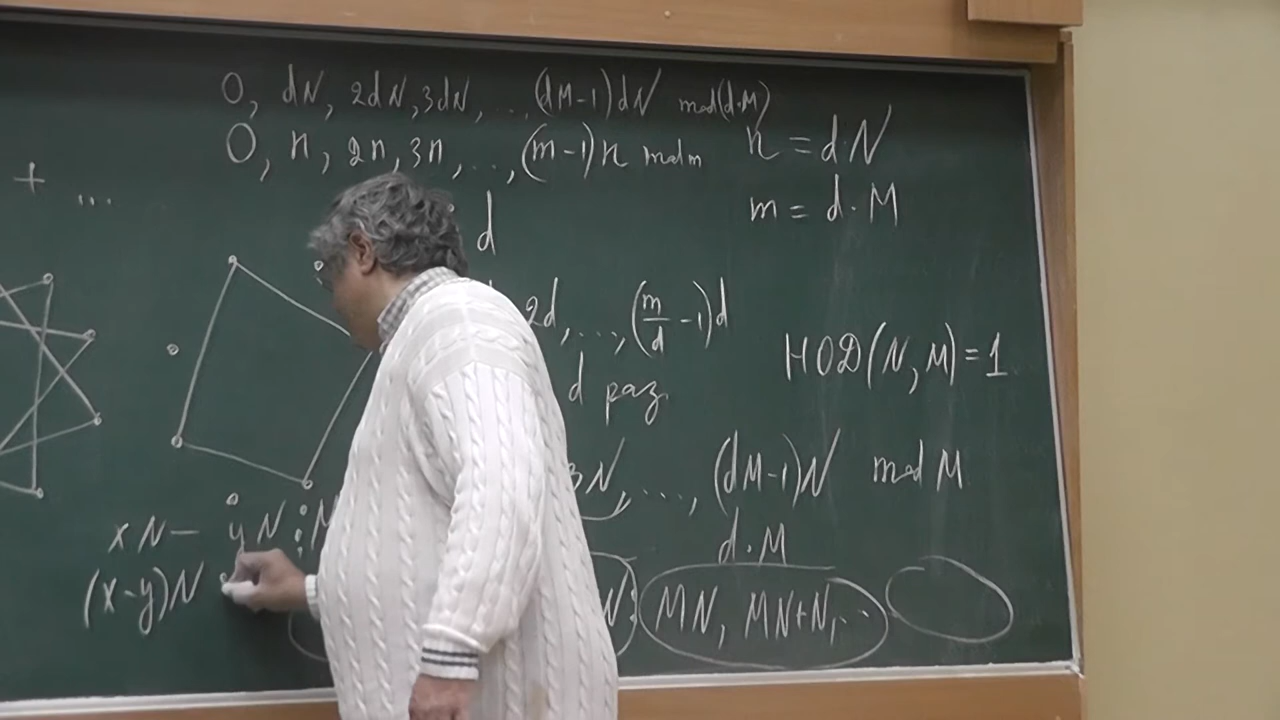 0, dN, 2dN, 3dN, ... (dM-1)dN mod(d·M)
0, n, 2n, 3n, ..., (m-1)n mod m
n = d·N
m = d·M
+ ...
d
2d, ..., (m/d -1)d
d раз.
НОД(N, M) = 1
3N, ..., (dM-1)N mod M
d·M
xN - yN ⋮ M
(x-y)N
N; MN, MN+N, ...